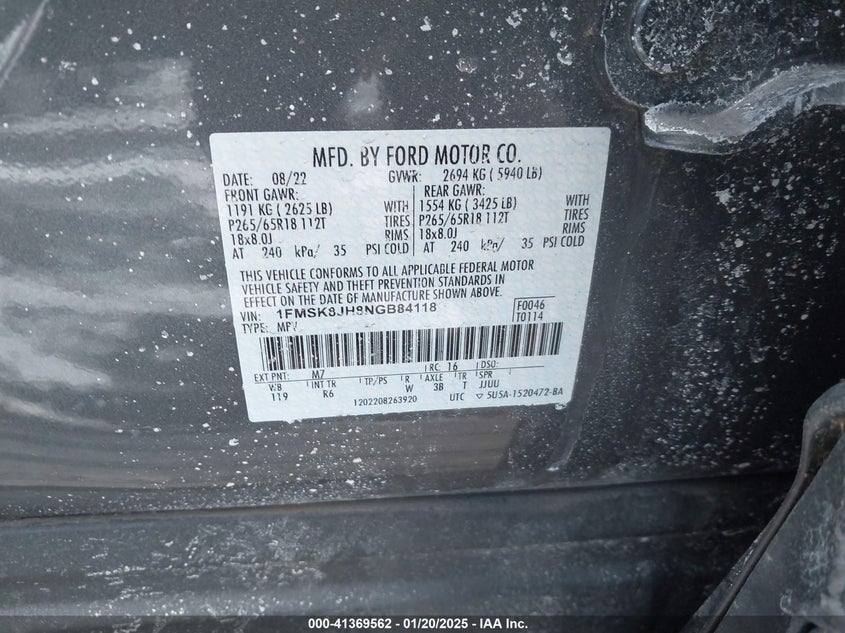 MFD. BY FORD MOTOR CO.
DATE: 08/22 GVWR: 2694 KG ( 5940 LB)
FRONT GAWR: REAR GAWR:
1191 KG ( 2625 LB) WITH 1554 KG ( 3425 LB) WITH
P265/65R18 112T TIRES P265/65R18 112T TIRES
18x8.0J RIMS 18x8.0J RIMS
AT 240 kPa/ 35 PSI COLD AT 240 kPa/ 35 PSI COLD
THIS VEHICLE CONFORMS TO ALL APPLICABLE FEDERAL MOTOR
VEHICLE SAFETY AND THEFT PREVENTION STANDARDS IN
EFFECT ON THE DATE OF MANUFACTURE SHOWN ABOVE.
VIN: 1FMSK8JH9NGB84118 F0046
TYPE: MPV T0114
EXT PNT: M7 RC: 16 DSO:
WB INT TR TP/PS R AXLE TR SPR
119 R6 W 3B T JJUU
1202208263920 UTC ▽ 5U5A-1520472-BA
000-41369562 — 01/20/2025 — IAA Inc.